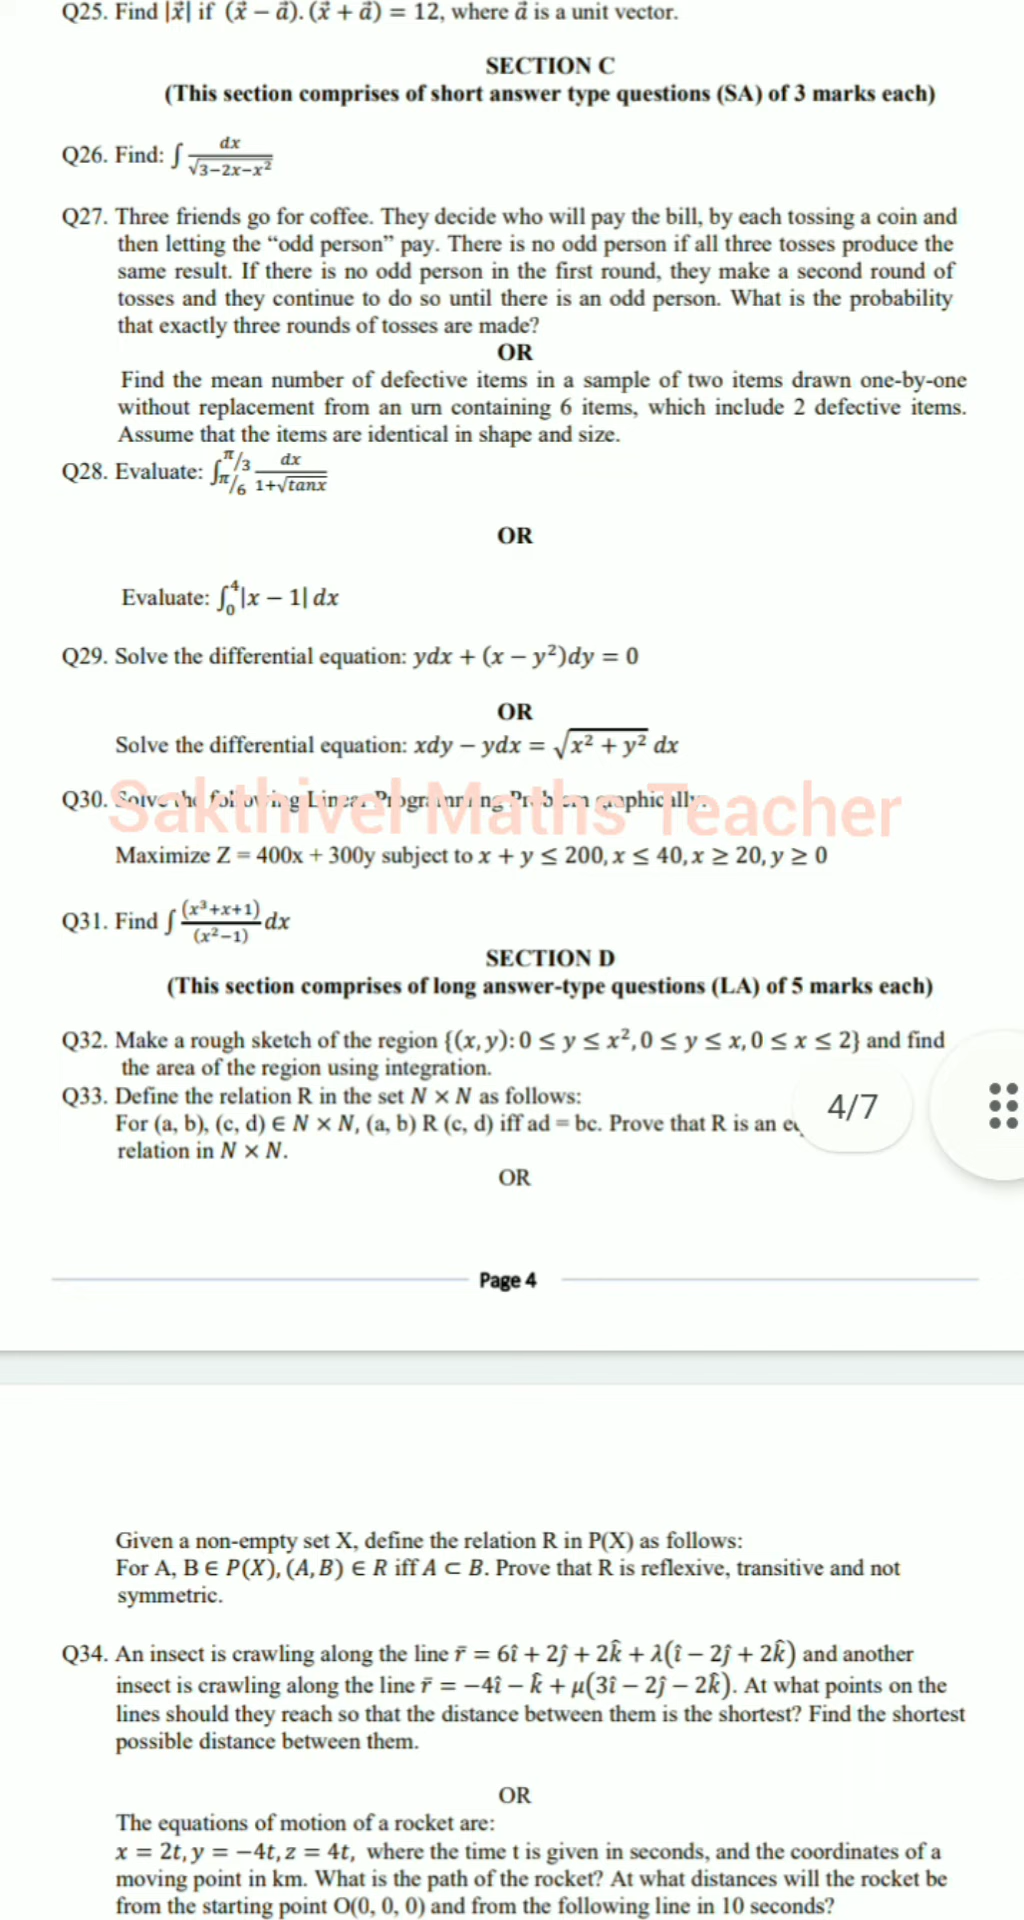 Q25. Find |x⃗| if (x⃗ − a⃗). (x⃗ + a⃗) = 12, where a⃗ is a unit vector.
SECTION C
(This section comprises of short answer type questions (SA) of 3 marks each)
Q26. Find: ∫ dx/√(3−2x−x²)
Q27. Three friends go for coffee. They decide who will pay the bill, by each tossing a coin and
then letting the “odd person” pay. There is no odd person if all three tosses produce the
same result. If there is no odd person in the first round, they make a second round of
tosses and they continue to do so until there is an odd person. What is the probability
that exactly three rounds of tosses are made?
OR
Find the mean number of defective items in a sample of two items drawn one-by-one
without replacement from an urn containing 6 items, which include 2 defective items.
Assume that the items are identical in shape and size.
Q28. Evaluate: ∫_{π/6}^{π/3} dx/(1+√tanx)
OR
Evaluate: ∫₀⁴|x − 1| dx
Q29. Solve the differential equation: ydx + (x − y²)dy = 0
OR
Solve the differential equation: xdy − ydx = √(x² + y²) dx
Q30. Solve the following Linear Programming Problem graphically:
Sakthivel Maths Teacher
Maximize Z = 400x + 300y subject to x + y ≤ 200, x ≤ 40, x ≥ 20, y ≥ 0
Q31. Find ∫ (x³+x+1)/(x²−1) dx
SECTION D
(This section comprises of long answer-type questions (LA) of 5 marks each)
Q32. Make a rough sketch of the region {(x, y): 0 ≤ y ≤ x², 0 ≤ y ≤ x, 0 ≤ x ≤ 2} and find
the area of the region using integration.
Q33. Define the relation R in the set N × N as follows:
For (a, b), (c, d) ∈ N × N, (a, b) R (c, d) iff ad = bc. Prove that R is an
4/7
relation in N × N.
OR
Page 4
Given a non-empty set X, define the relation R in P(X) as follows:
For A, B ∈ P(X), (A, B) ∈ R iff A ⊂ B. Prove that R is reflexive, transitive and not
symmetric.
Q34. An insect is crawling along the line r̄ = 6î + 2ĵ + 2k̂ + λ(î − 2ĵ + 2k̂) and another
insect is crawling along the line r̄ = −4î − k̂ + μ(3î − 2ĵ − 2k̂). At what points on the
lines should they reach so that the distance between them is the shortest? Find the shortest
possible distance between them.
OR
The equations of motion of a rocket are:
x = 2t, y = −4t, z = 4t, where the time t is given in seconds, and the coordinates of a
moving point in km. What is the path of the rocket? At what distances will the rocket be
from the starting point O(0, 0, 0) and from the following line in 10 seconds?